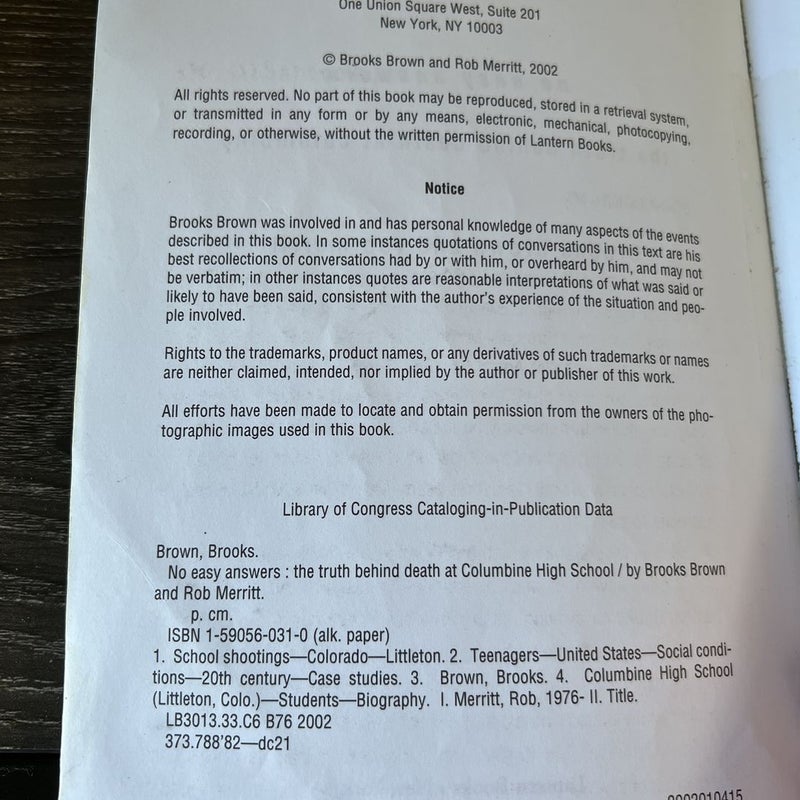 One Union Square West, Suite 201
New York, NY 10003
© Brooks Brown and Rob Merritt, 2002
All rights reserved. No part of this book may be reproduced, stored in a retrieval system,
or transmitted in any form or by any means, electronic, mechanical, photocopying,
recording, or otherwise, without the written permission of Lantern Books.
Notice
Brooks Brown was involved in and has personal knowledge of many aspects of the events
described in this book. In some instances quotations of conversations in this text are his
best recollections of conversations had by or with him, or overheard by him, and may not
be verbatim; in other instances quotes are reasonable interpretations of what was said or
likely to have been said, consistent with the author's experience of the situation and peo-
ple involved.
Rights to the trademarks, product names, or any derivatives of such trademarks or names
are neither claimed, intended, nor implied by the author or publisher of this work.
All efforts have been made to locate and obtain permission from the owners of the pho-
tographic images used in this book.
Library of Congress Cataloging-in-Publication Data
Brown, Brooks.
No easy answers : the truth behind death at Columbine High School / by Brooks Brown
and Rob Merritt.
p. cm.
ISBN 1-59056-031-0 (alk. paper)
1. School shootings—Colorado—Littleton. 2. Teenagers—United States—Social condi-
tions—20th century—Case studies. 3. Brown, Brooks. 4. Columbine High School
(Littleton, Colo.)—Students—Biography. I. Merritt, Rob, 1976- II. Title.
LB3013.33.C6 B76 2002
373.788'82—dc21